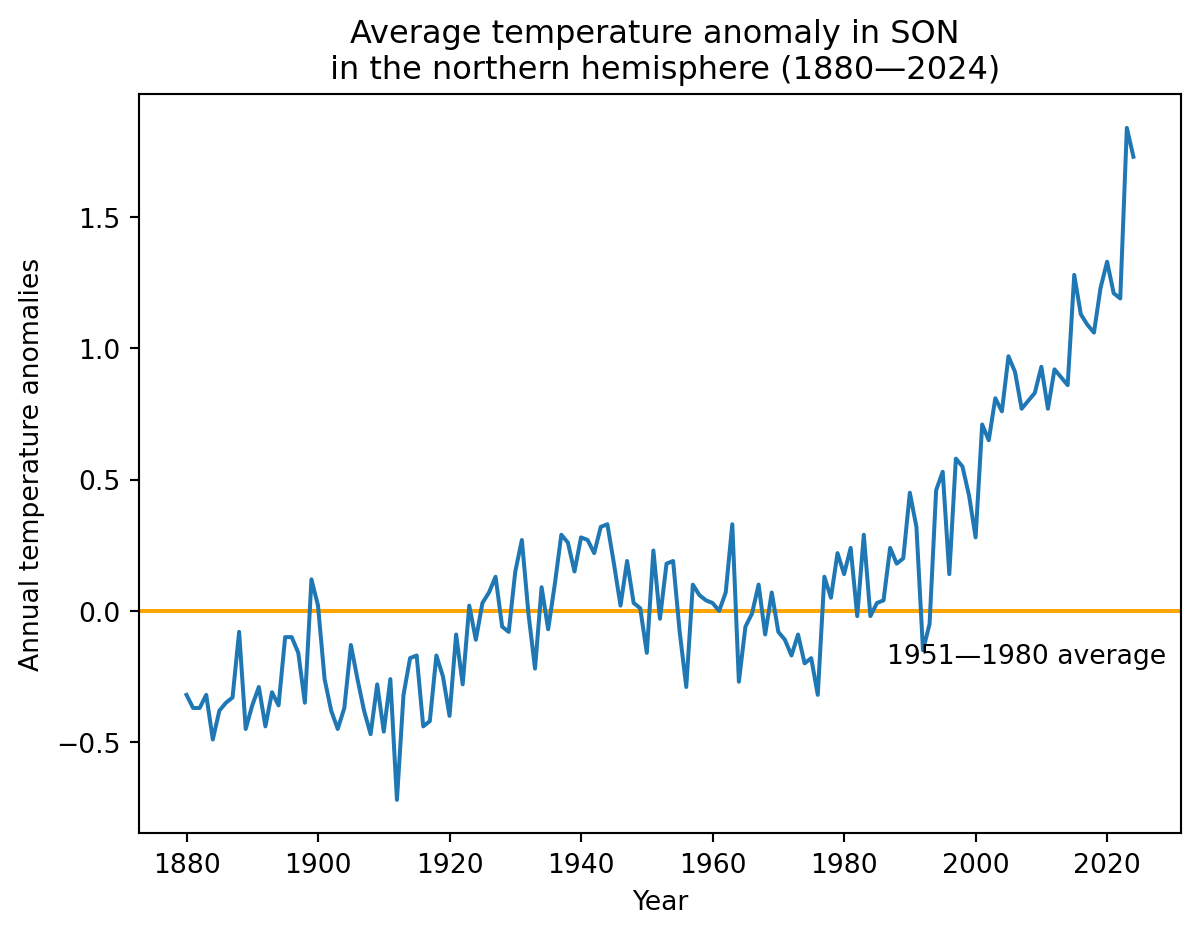 Average temperature anomaly in SON
in the northern hemisphere (1880—2024)
Annual temperature anomalies
1.5
1.0
0.5
0.0
−0.5
1951—1980 average
1880 1900 1920 1940 1960 1980 2000 2020
Year